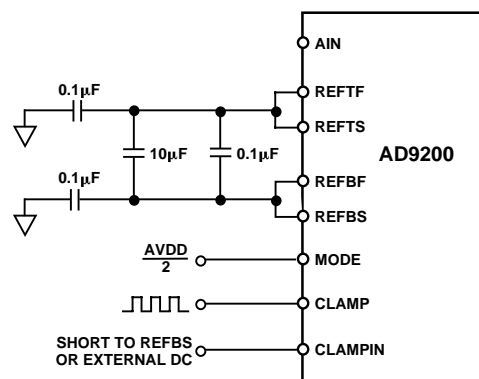 AIN
0.1µF
REFTF
REFTS
AD9200
10µF
0.1µF
0.1µF
REFBF
REFBS
AVDD
2
MODE
CLAMP
SHORT TO REFBS
OR EXTERNAL DC
CLAMPIN